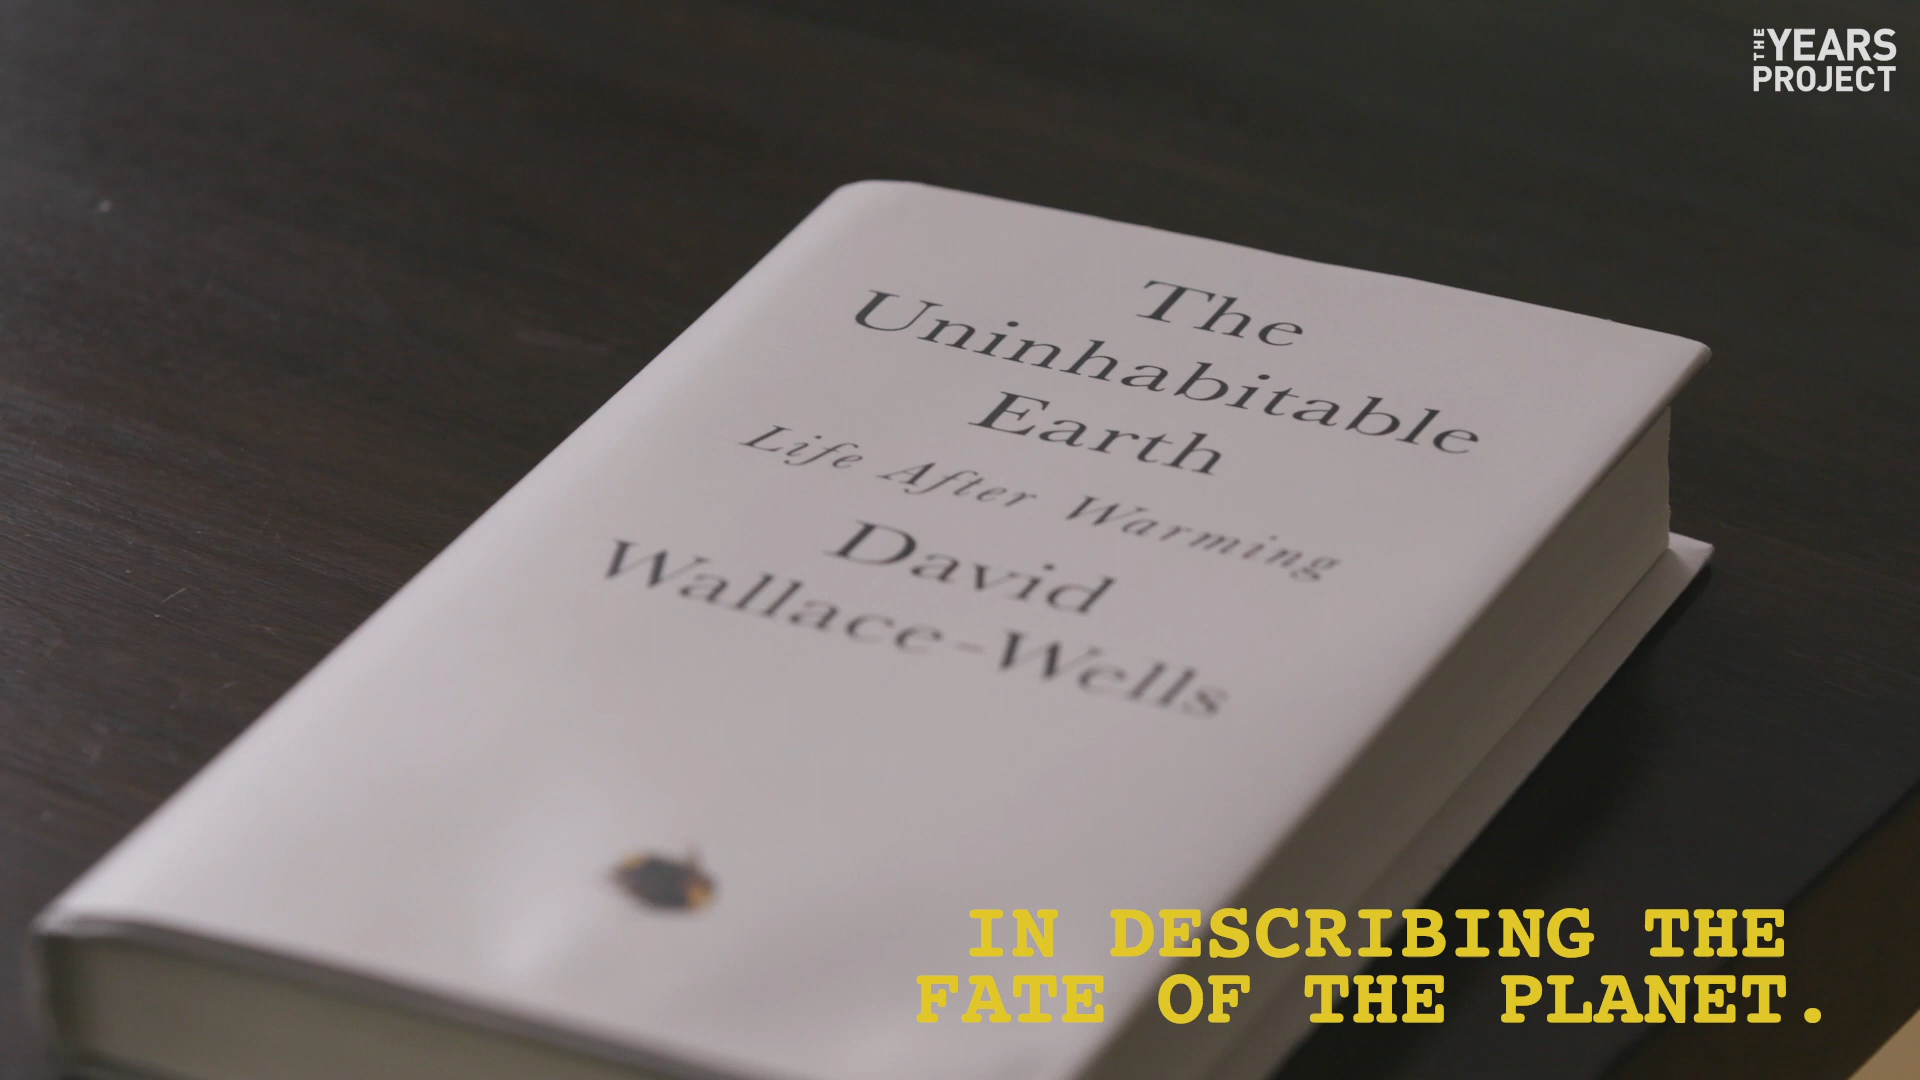 THE YEARS
PROJECT
The
Uninhabitable
Earth
Life After Warming
David
Wallace-Wells
IN DESCRIBING THE
FATE OF THE PLANET.